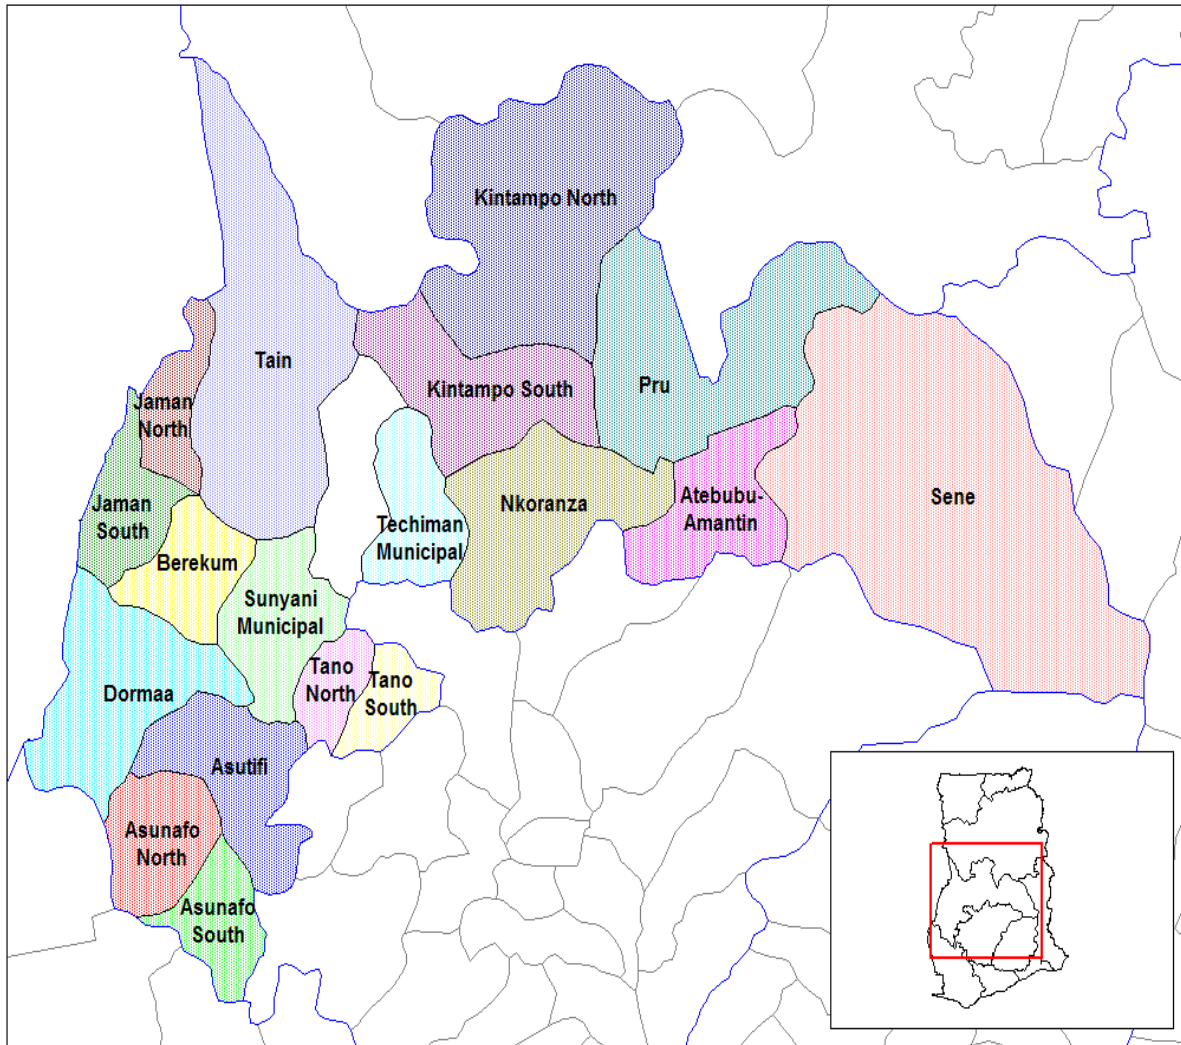 Kintampo North
Tain
Kintampo South
Pru
Jaman
North
Jaman
South
Nkoranza
Atebubu-
Amantin
Sene
Techiman
Municipal
Berekum
Sunyani
Municipal
Dormaa
Tano
North
Tano
South
Asutifi
Asunafo
North
Asunafo
South